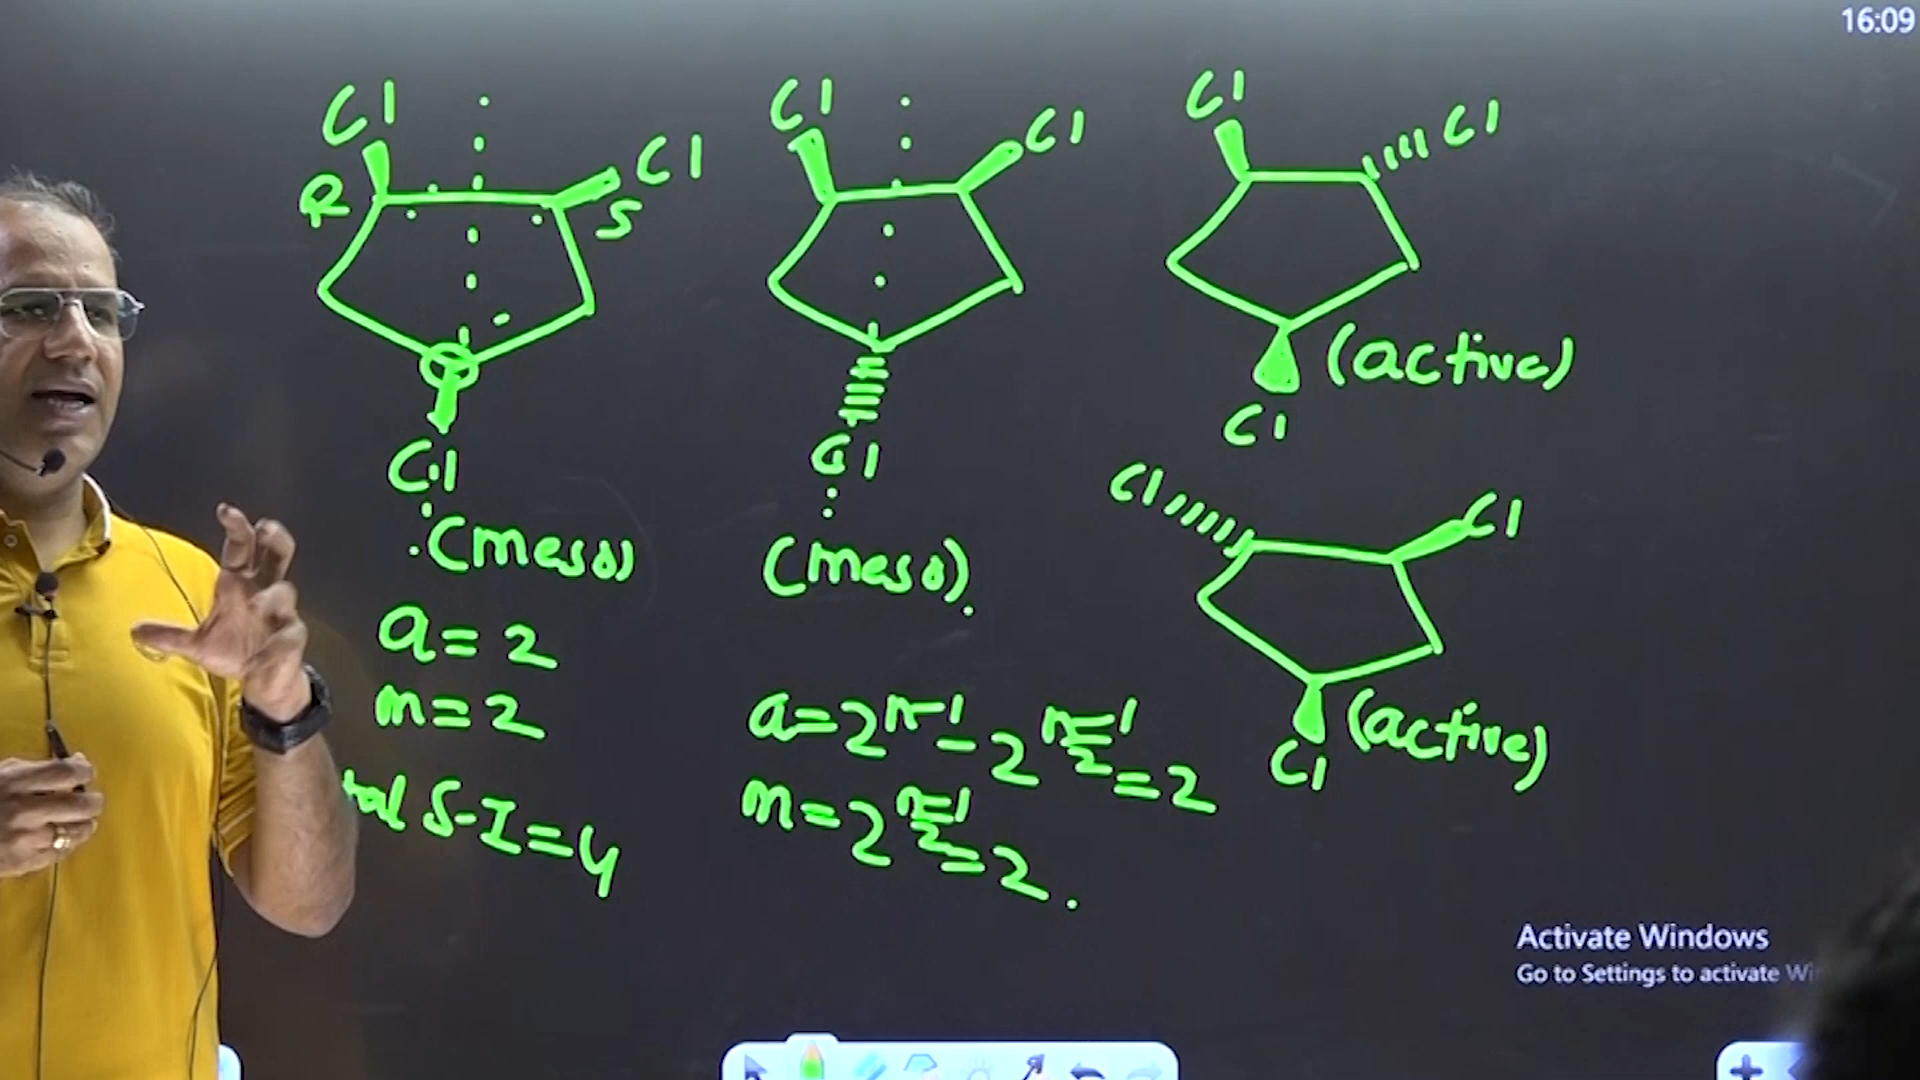 16:09
Cl Cl
R S
Cl
(meso)
a = 2
m = 2
S-I = 4
Cl Cl
Cl
(meso)
a = 2^{n-1} - 2^{\frac{n-1}{2}} = 2
m = 2^{\frac{n-1}{2}} = 2.
Cl Cl
(active)
Cl
Cl Cl
(active)
Cl
Activate Windows
Go to Settings to activate